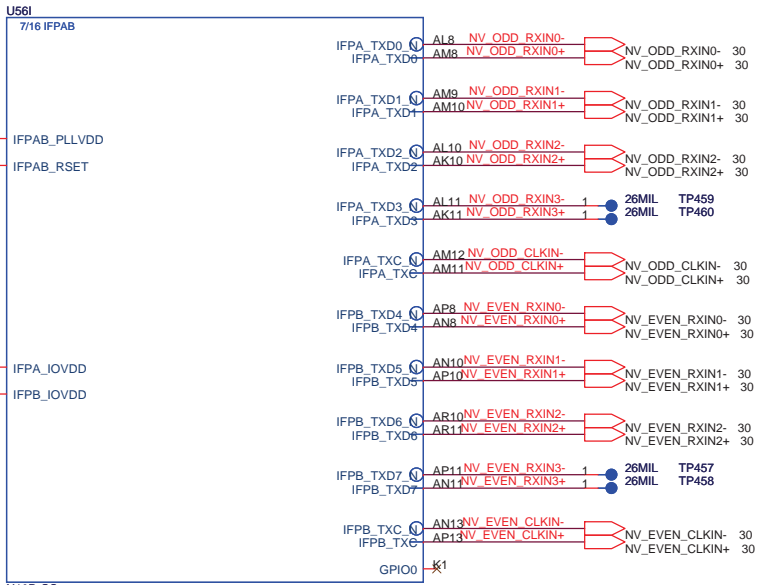 U56I
7/16 IFPAB
IFPA_TXD0_N AL8 NV_ODD_RXIN0- NV_ODD_RXIN0- 30
IFPA_TXD0 AM8 NV_ODD_RXIN0+ NV_ODD_RXIN0+ 30
IFPA_TXD1_N AM9 NV_ODD_RXIN1- NV_ODD_RXIN1- 30
IFPA_TXD1 AM10 NV_ODD_RXIN1+ NV_ODD_RXIN1+ 30
IFPAB_PLLVDD
IFPA_TXD2_N AL10 NV_ODD_RXIN2- NV_ODD_RXIN2- 30
IFPAB_RSET IFPA_TXD2 AK10 NV_ODD_RXIN2+ NV_ODD_RXIN2+ 30
IFPA_TXD3_N AL11 NV_ODD_RXIN3- 1 26MIL TP459
IFPA_TXD3 AK11 NV_ODD_RXIN3+ 1 26MIL TP460
IFPA_TXC_N AM12 NV_ODD_CLKIN- NV_ODD_CLKIN- 30
IFPA_TXC AM11 NV_ODD_CLKIN+ NV_ODD_CLKIN+ 30
IFPB_TXD4_N AP8 NV_EVEN_RXIN0- NV_EVEN_RXIN0- 30
IFPB_TXD4 AN8 NV_EVEN_RXIN0+ NV_EVEN_RXIN0+ 30
IFPA_IOVDD IFPB_TXD5_N AN10 NV_EVEN_RXIN1- NV_EVEN_RXIN1- 30
IFPB_TXD5 AP10 NV_EVEN_RXIN1+ NV_EVEN_RXIN1+ 30
IFPB_IOVDD
IFPB_TXD6_N AR10 NV_EVEN_RXIN2- NV_EVEN_RXIN2- 30
IFPB_TXD6 AR11 NV_EVEN_RXIN2+ NV_EVEN_RXIN2+ 30
IFPB_TXD7_N AP11 NV_EVEN_RXIN3- 1 26MIL TP457
IFPB_TXD7 AN11 NV_EVEN_RXIN3+ 1 26MIL TP458
IFPB_TXC_N AN13 NV_EVEN_CLKIN- NV_EVEN_CLKIN- 30
IFPB_TXC AP13 NV_EVEN_CLKIN+ NV_EVEN_CLKIN+ 30
GPIO0 K1